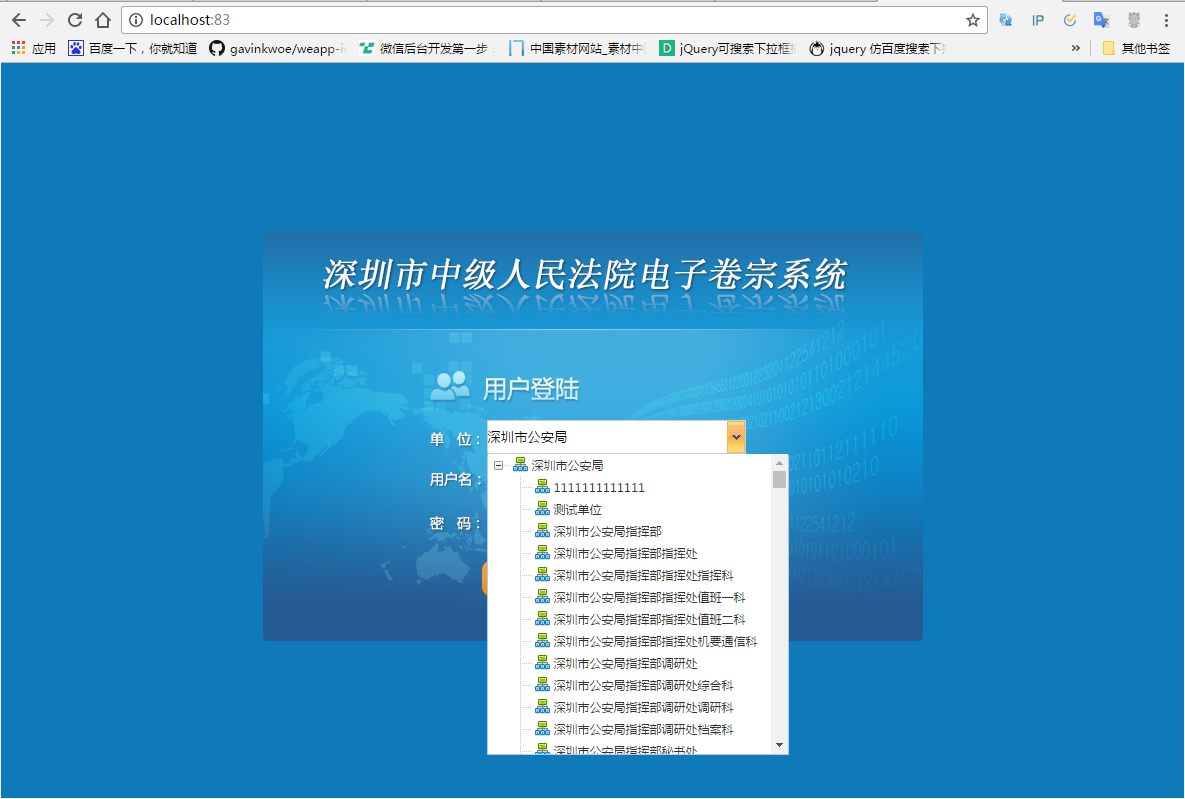 localhost:83
IP
应用 百度一下，你就知道 gavinkwoe/weapp-i 微信后台开发第一步 中国素材网站_素材中 jQuery可搜索下拉框 jquery 仿百度搜索下 » 其他书签
深圳市中级人民法院电子卷宗系统
用户登陆
单 位： 深圳市公安局
用户名：
密 码：
深圳市公安局
1111111111111
测试单位
深圳市公安局指挥部
深圳市公安局指挥部指挥处
深圳市公安局指挥部指挥处指挥科
深圳市公安局指挥部指挥处值班一科
深圳市公安局指挥部指挥处值班二科
深圳市公安局指挥部指挥处机要通信科
深圳市公安局指挥部调研处
深圳市公安局指挥部调研处综合科
深圳市公安局指挥部调研处调研科
深圳市公安局指挥部调研处档案科
深圳市公安局指挥部秘书处